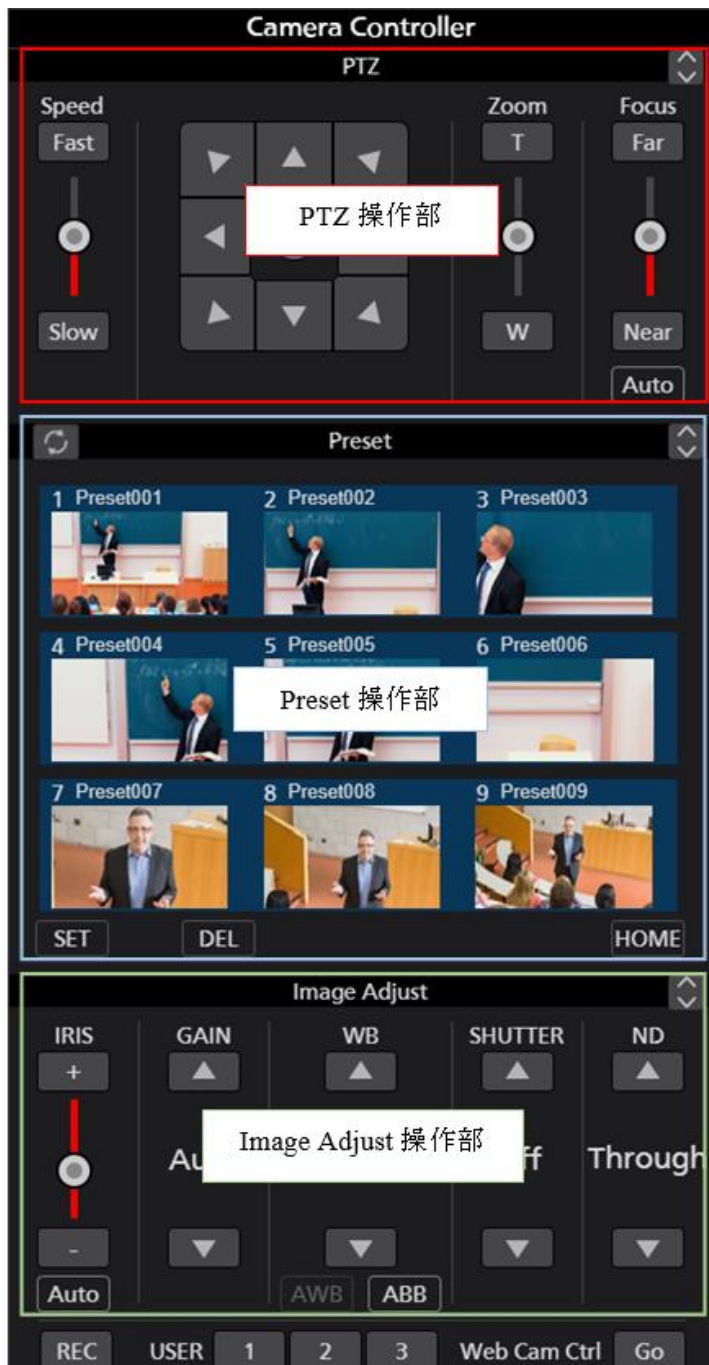 Camera Controller
PTZ
Speed
Zoom
Focus
Fast
T
Far
PTZ 操作部
Slow
W
Near
Auto
Preset
1 Preset001
2 Preset002
3 Preset003
4 Preset004
5 Preset005
6 Preset006
Preset 操作部
7 Preset007
8 Preset008
9 Preset009
SET
DEL
HOME
Image Adjust
IRIS
GAIN
WB
SHUTTER
ND
+
Image Adjust 操作部
Through
-
Auto
AWB
ABB
REC
USER
1
2
3
Web Cam Ctrl
Go